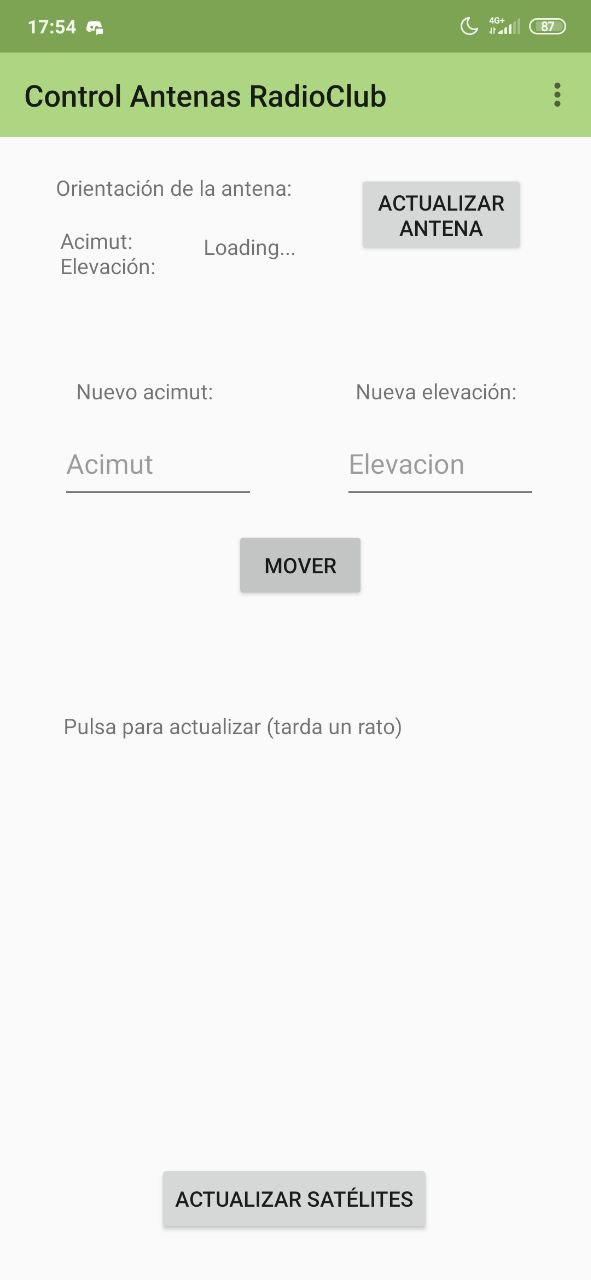 17:54
4G+
87
Control Antenas RadioClub
Orientación de la antena:
ACTUALIZAR
ANTENA
Acimut:
Elevación:
Loading...
Nuevo acimut:
Nueva elevación:
Acimut
Elevacion
MOVER
Pulsa para actualizar (tarda un rato)
ACTUALIZAR SATÉLITES